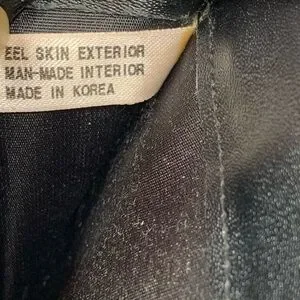 EEL SKIN EXTERIOR
MAN-MADE INTERIOR
MADE IN KOREA